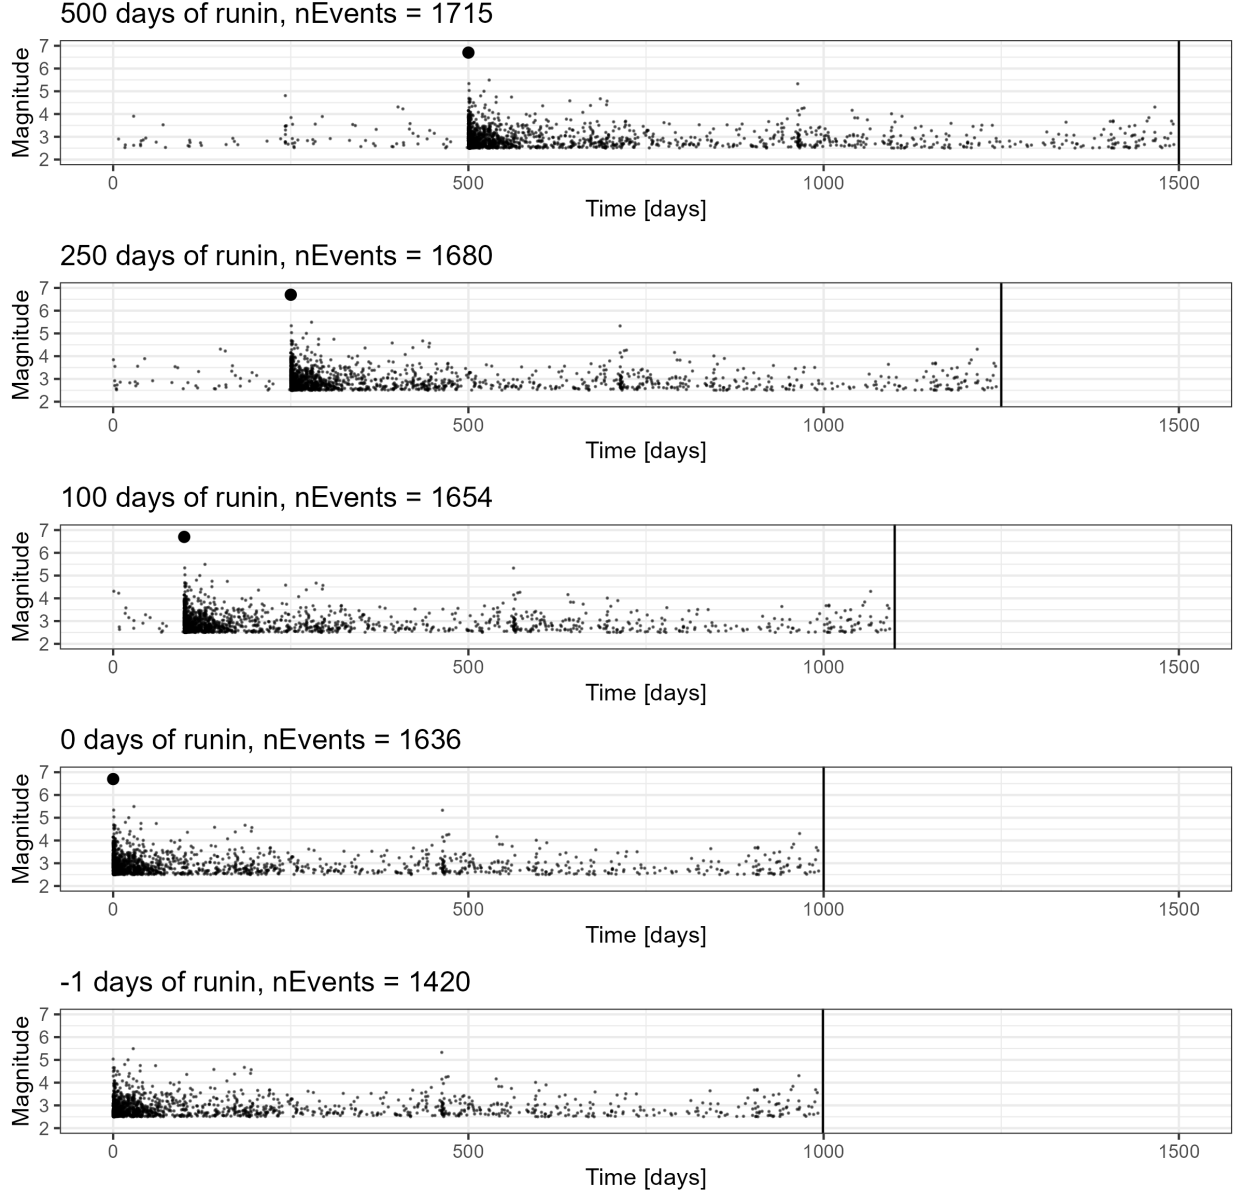 500 days of runin, nEvents = 1715
Magnitude
7
6
5
4
3
2
0 500 1000 1500
Time [days]
250 days of runin, nEvents = 1680
Magnitude
7
6
5
4
3
2
0 500 1000 1500
Time [days]
100 days of runin, nEvents = 1654
Magnitude
7
6
5
4
3
2
0 500 1000 1500
Time [days]
0 days of runin, nEvents = 1636
Magnitude
7
6
5
4
3
2
0 500 1000 1500
Time [days]
-1 days of runin, nEvents = 1420
Magnitude
7
6
5
4
3
2
0 500 1000 1500
Time [days]